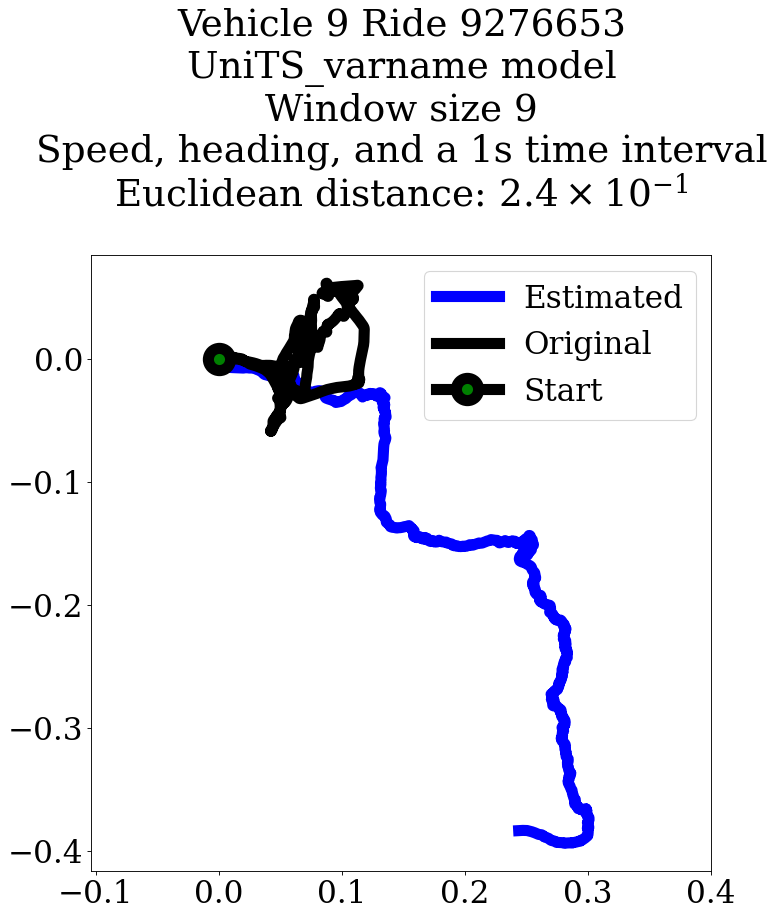 Vehicle 9 Ride 9276653
UniTS_varname model
Window size 9
Speed, heading, and a 1s time interval
Euclidean distance: 2.4 × 10⁻¹
Estimated
Original
Start
0.0
−0.1
−0.2
−0.3
−0.4
−0.1 0.0 0.1 0.2 0.3 0.4